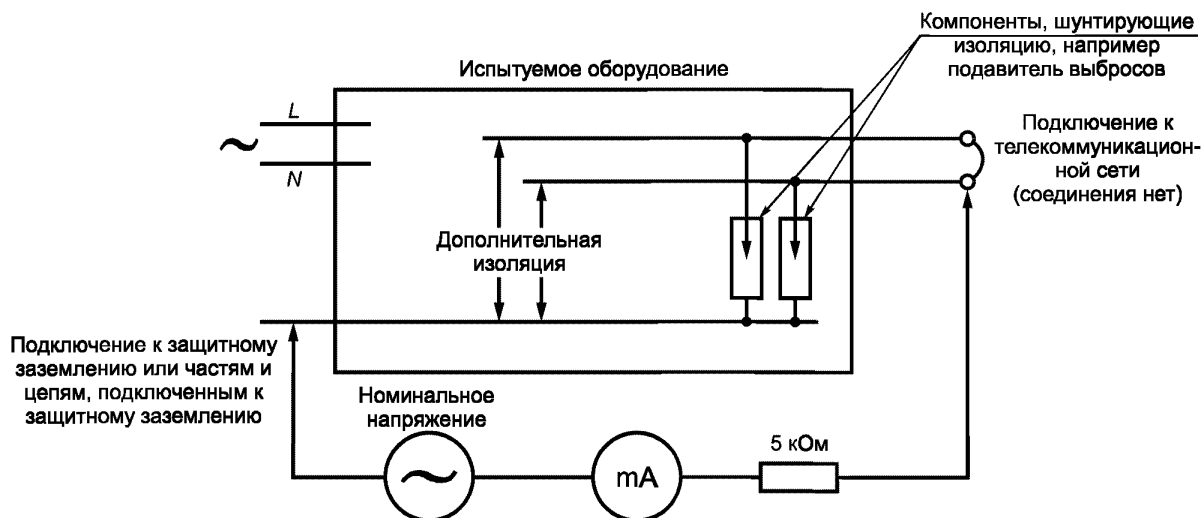 Компоненты, шунтирующие
изоляцию, например
подавитель выбросов
Испытуемое оборудование
L
N
Подключение к
телекоммуникацион-
ной сети
(соединения нет)
Дополнительная
изоляция
Подключение к защитному
заземлению или частям и
цепям, подключенным к
защитному заземлению
Номинальное
напряжение
5 кОм
mA